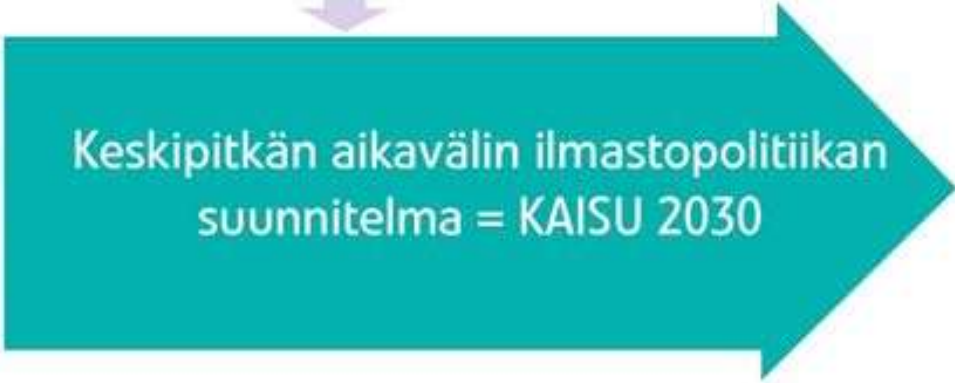 Keskipitkän aikavälin ilmastopolitiikan
suunnitelma = KAISU 2030